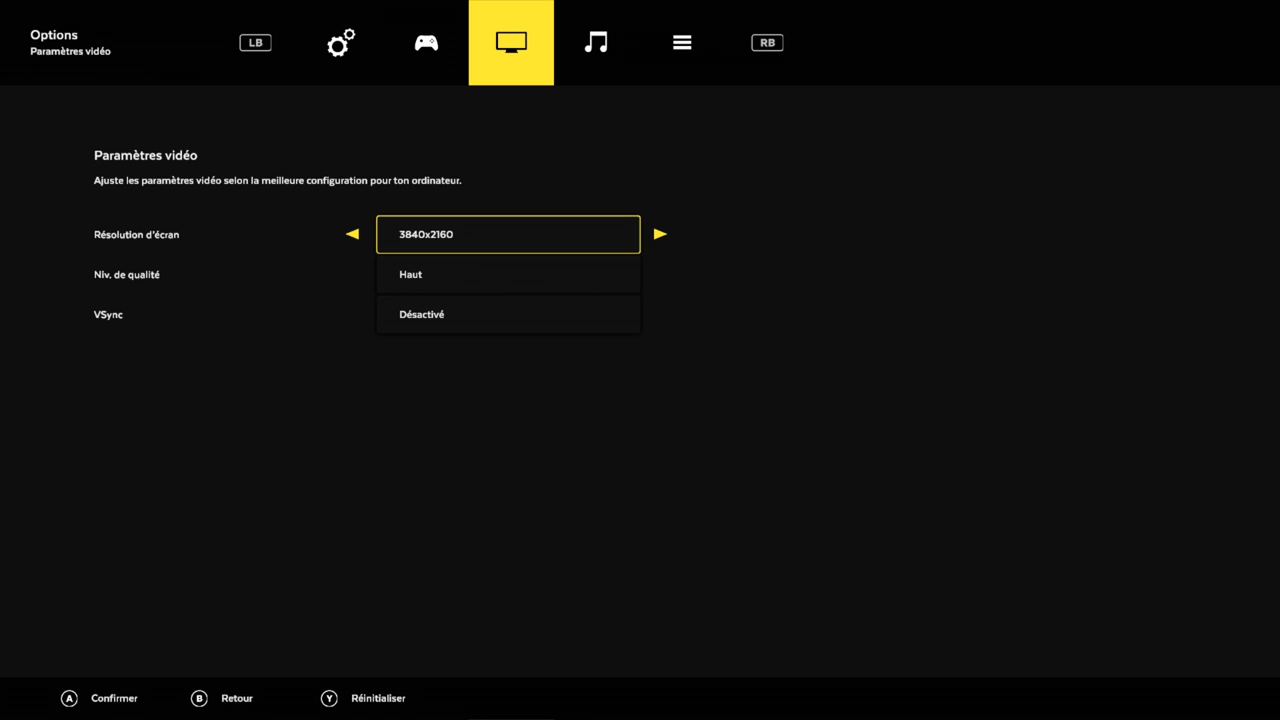 Options
Paramètres vidéo
LB
RB
Paramètres vidéo
Ajuste les paramètres vidéo selon la meilleure configuration pour ton ordinateur.
Résolution d'écran 3840x2160
Niv. de qualité Haut
VSync Désactivé
A Confirmer B Retour Y Réinitialiser